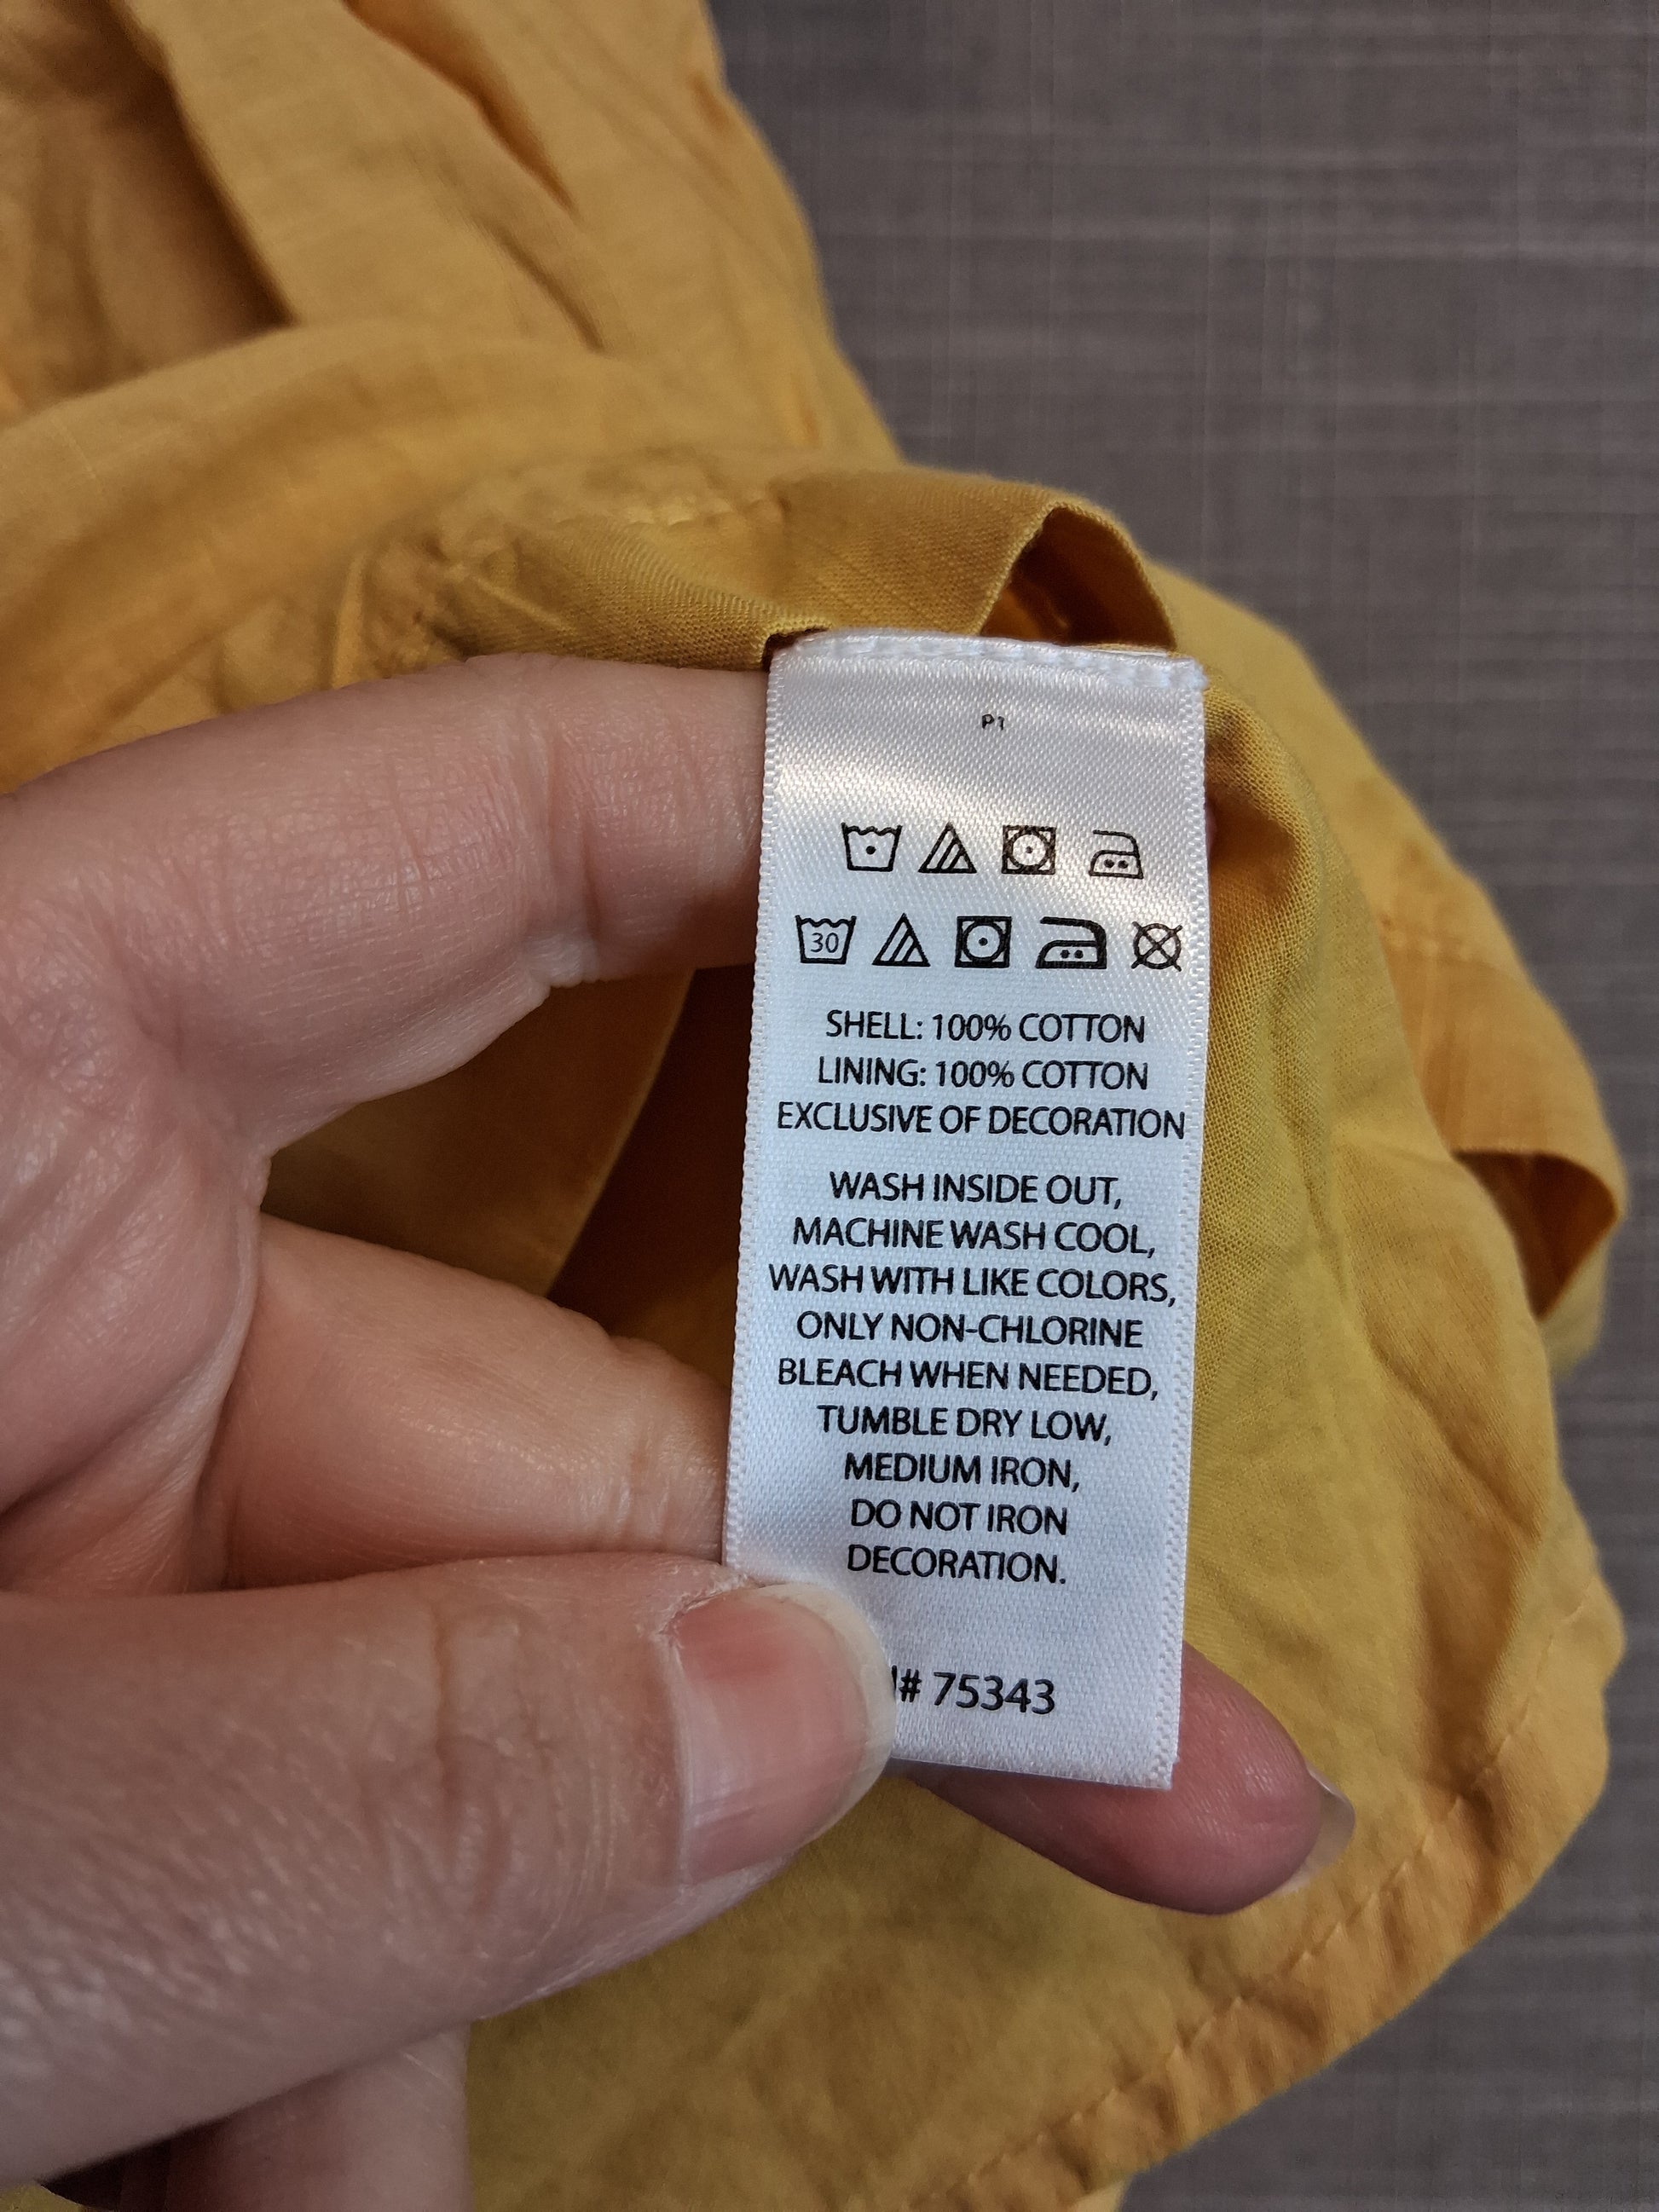 P1
30
SHELL: 100% COTTON
LINING: 100% COTTON
EXCLUSIVE OF DECORATION
WASH INSIDE OUT,
MACHINE WASH COOL,
WASH WITH LIKE COLORS,
ONLY NON-CHLORINE
BLEACH WHEN NEEDED,
TUMBLE DRY LOW,
MEDIUM IRON,
DO NOT IRON
DECORATION.
# 75343